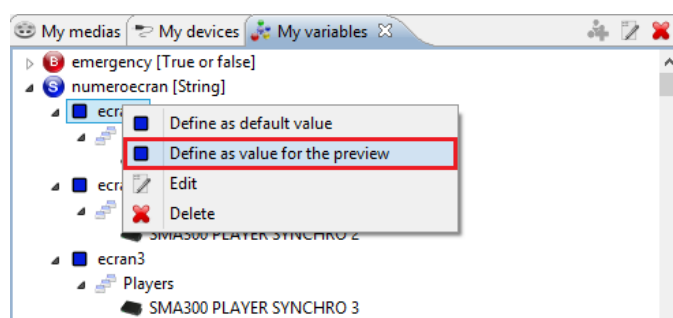 My medias My devices My variables
B emergency [True or false]
S numeroecran [String]
ecra
Define as default value
Define as value for the preview
ecra
Edit
Delete
SMA300 PLAYER SYNCHRO 2
ecran3
Players
SMA300 PLAYER SYNCHRO 3